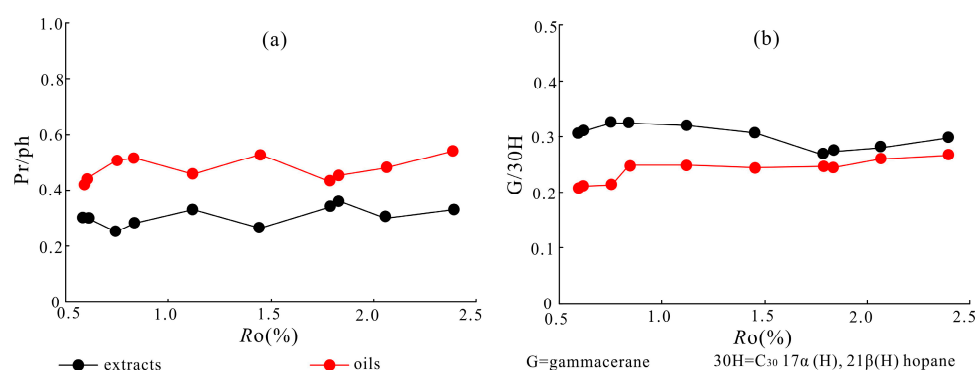 (a)
Pr/ph
1.0
0.8
0.6
0.4
0.2
0
0.5 1.0 1.5 2.0 2.5
Ro(%)
(b)
G/30H
0.5
0.4
0.3
0.2
0.1
0
0.5 1.0 1.5 2.0 2.5
Ro(%)
extracts oils G=gammacerane 30H=C₃₀ 17α (H), 21β(H) hopane